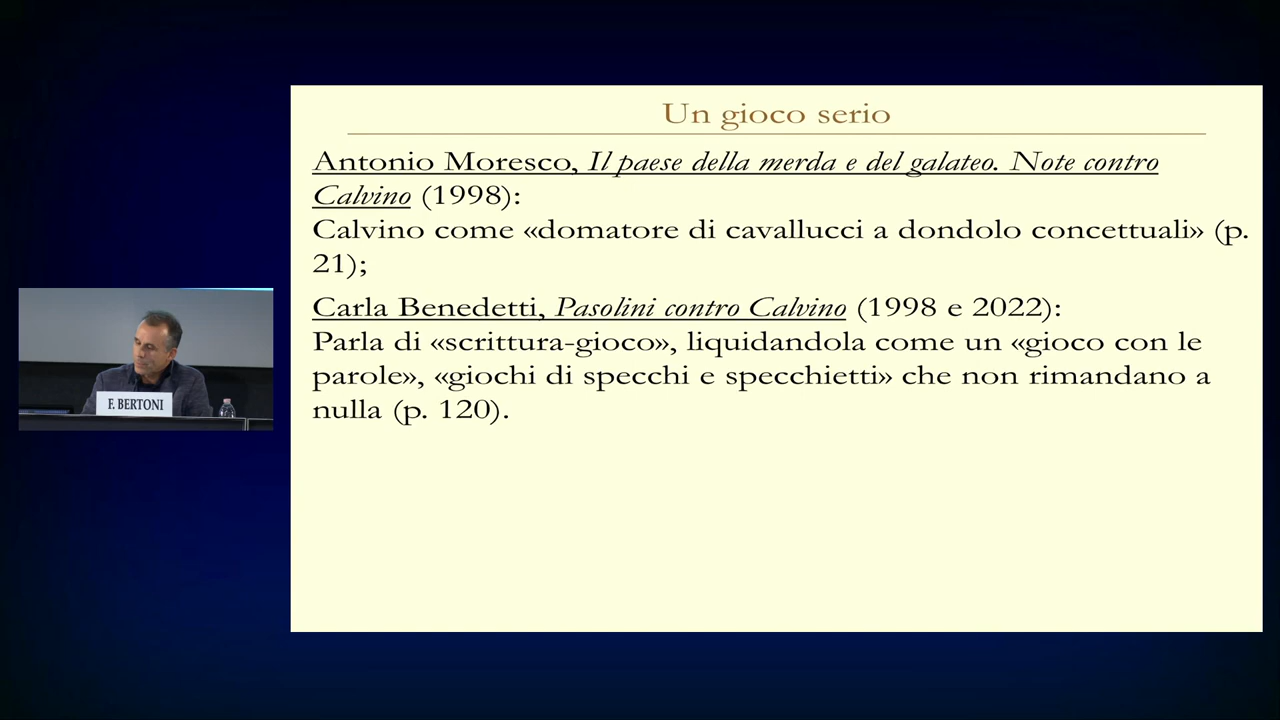 Un gioco serio
Antonio Moresco, Il paese della merda e del galateo. Note contro
Calvino (1998):
Calvino come «domatore di cavallucci a dondolo concettuali» (p.
21);
Carla Benedetti, Pasolini contro Calvino (1998 e 2022):
Parla di «scrittura-gioco», liquidandola come un «gioco con le
parole», «giochi di specchi e specchietti» che non rimandano a
nulla (p. 120).
F. BERTONI